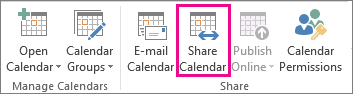 Open Calendar
Calendar Groups
E-mail Calendar
Share Calendar
Publish Online
Calendar Permissions
Manage Calendars
Share